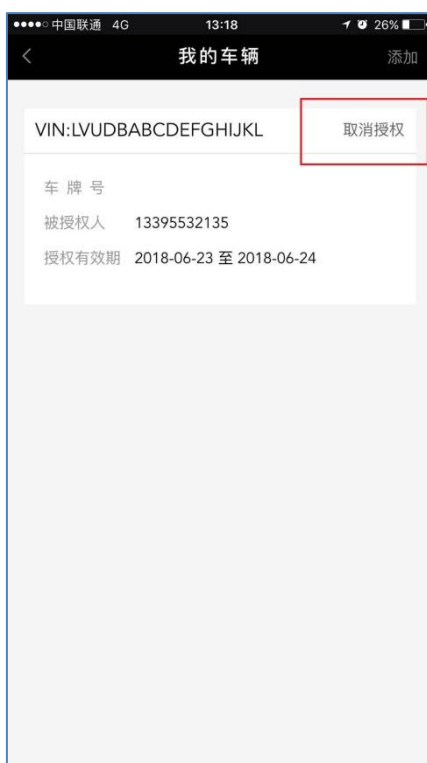 中国联通 4G 13:18 26%
我的车辆 添加
VIN:LVUDBABCDEFGHIJKL 取消授权
车牌号
被授权人 13395532135
授权有效期 2018-06-23 至 2018-06-24